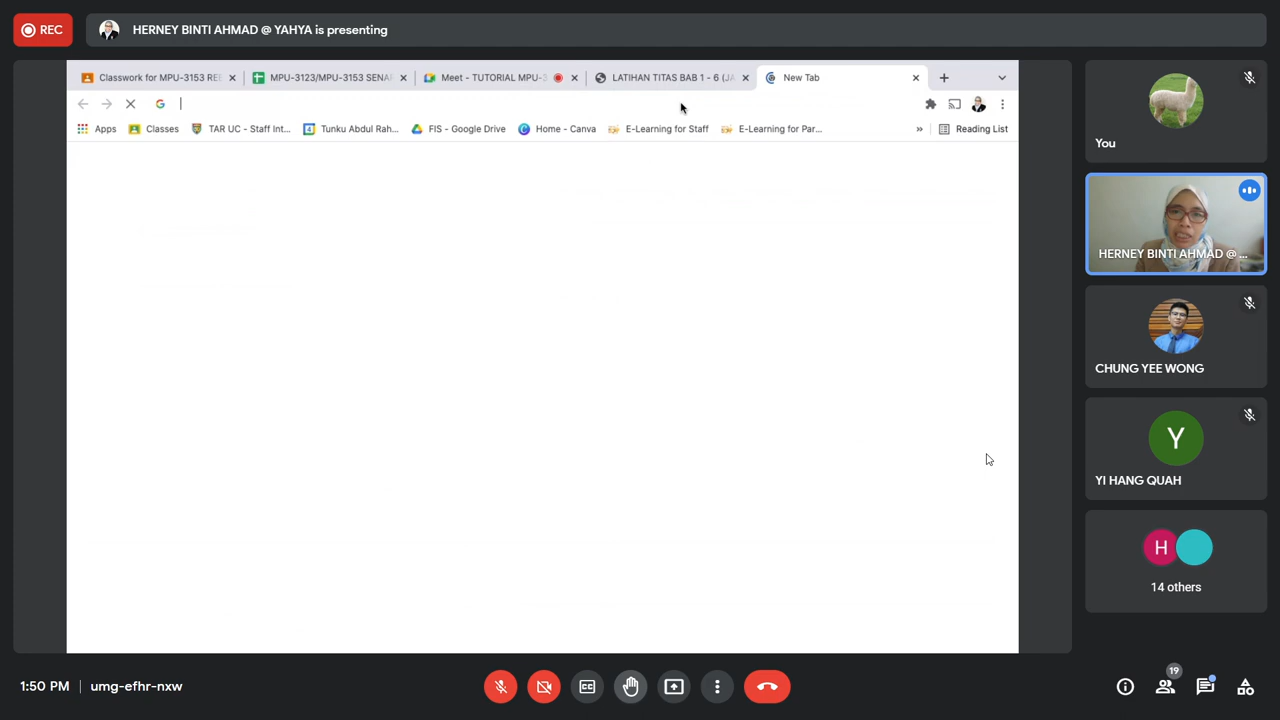 REC
HERNEY BINTI AHMAD @ YAHYA is presenting
Classwork for MPU-3153 REE
MPU-3123/MPU-3153 SENA
Meet - TUTORIAL MPU-3
LATIHAN TITAS BAB 1 - 6 (JA
New Tab
G
Apps
Classes
TAR UC - Staff Int...
Tunku Abdul Rah...
FIS - Google Drive
Home - Canva
E-Learning for Staff
E-Learning for Par...
»
Reading List
You
HERNEY BINTI AHMAD @ ...
CHUNG YEE WONG
Y
YI HANG QUAH
H
14 others
1:50 PM | umg-efhr-nxw
CC
19